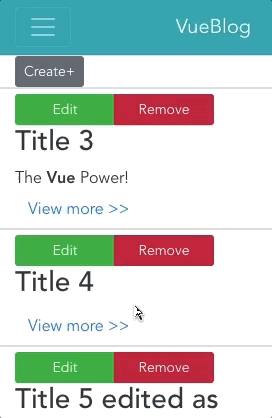 VueBlog
Create+
Edit Remove
Title 3
The Vue Power!
View more >>
Edit Remove
Title 4
View more >>
Edit Remove
Title 5 edited as